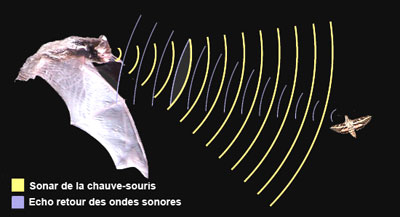 Sonar de la chauve-souris
Echo retour des ondes sonores